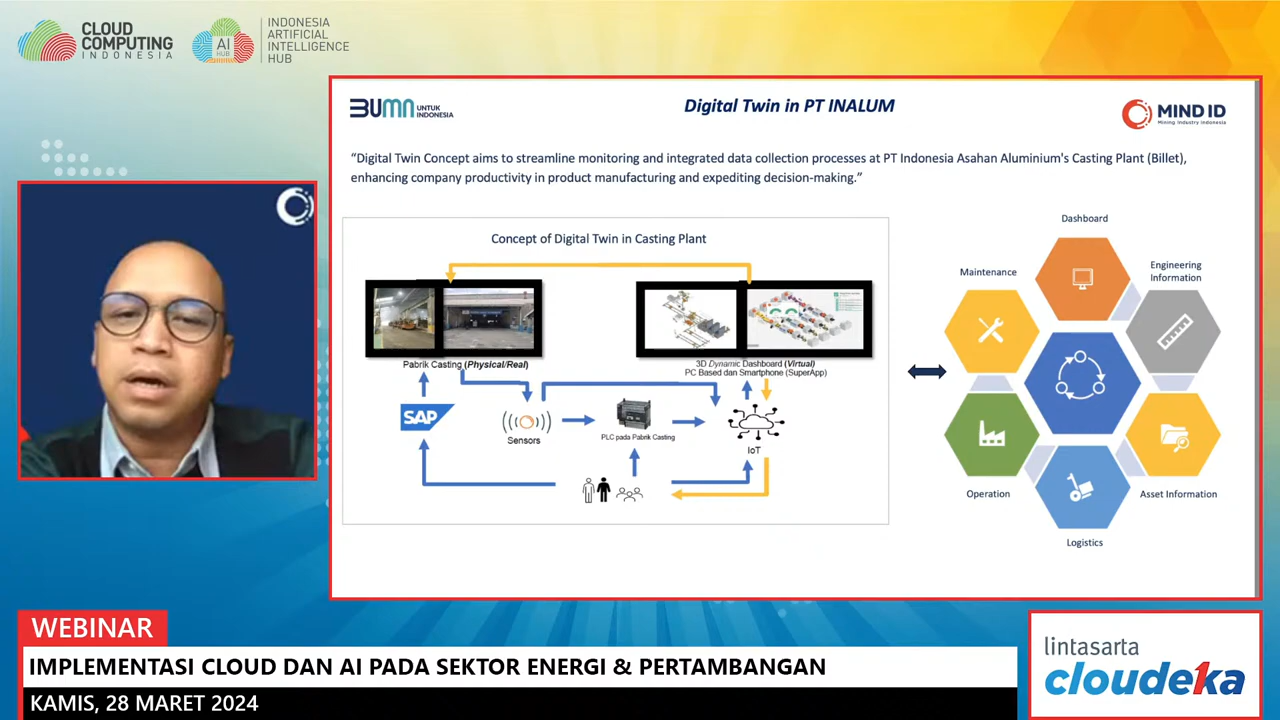 CLOUD
COMPUTING
INDONESIA
AI
HUB
INDONESIA
ARTIFICIAL
INTELLIGENCE
HUB
BUMN
UNTUK
INDONESIA
Digital Twin in PT INALUM
MIND ID
Mining Industry Indonesia
“Digital Twin Concept aims to streamline monitoring and integrated data collection processes at PT Indonesia Asahan Aluminium's Casting Plant (Billet),
enhancing company productivity in product manufacturing and expediting decision-making.”
Concept of Digital Twin in Casting Plant
Pabrik Casting (Physical/Real)
3D Dynamic Dashboard (Virtual)
PC Based dan Smartphone (SuperApp)
SAP
Sensors
PLC pada Pabrik Casting
IoT
Dashboard
Engineering
Information
Maintenance
Operation
Asset Information
Logistics
WEBINAR
IMPLEMENTASI CLOUD DAN AI PADA SEKTOR ENERGI & PERTAMBANGAN
KAMIS, 28 MARET 2024
lintasarta
cloudeka